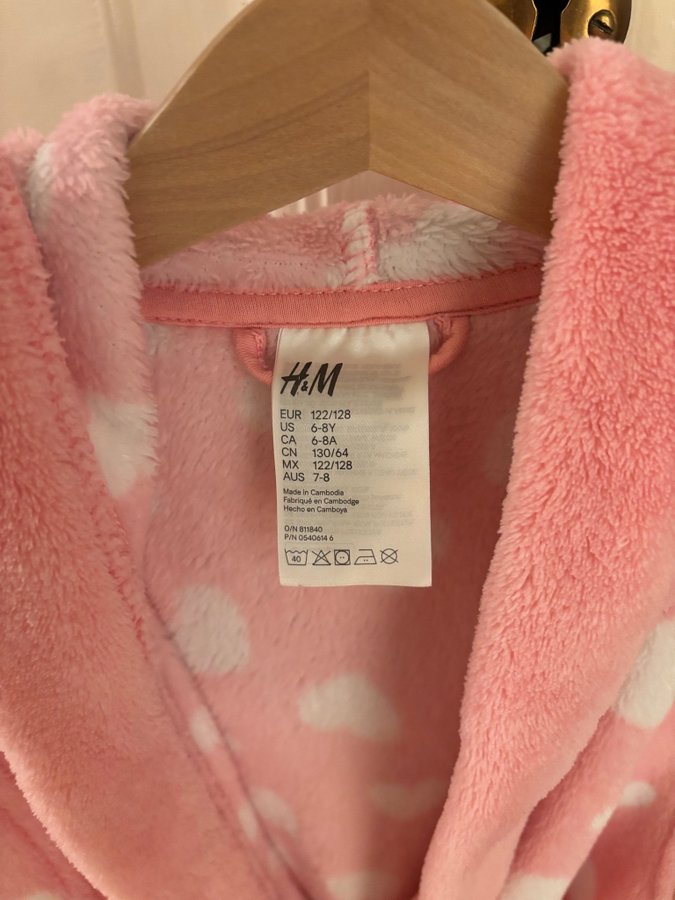 H&M
EUR 122/128
US 6-8Y
CA 6-8A
CN 130/64
MX 122/128
AUS 7-8
Made in Cambodia
Fabriqué en Cambodge
Hecho en Camboya
O/N 811840
P/N 0540614 6
40